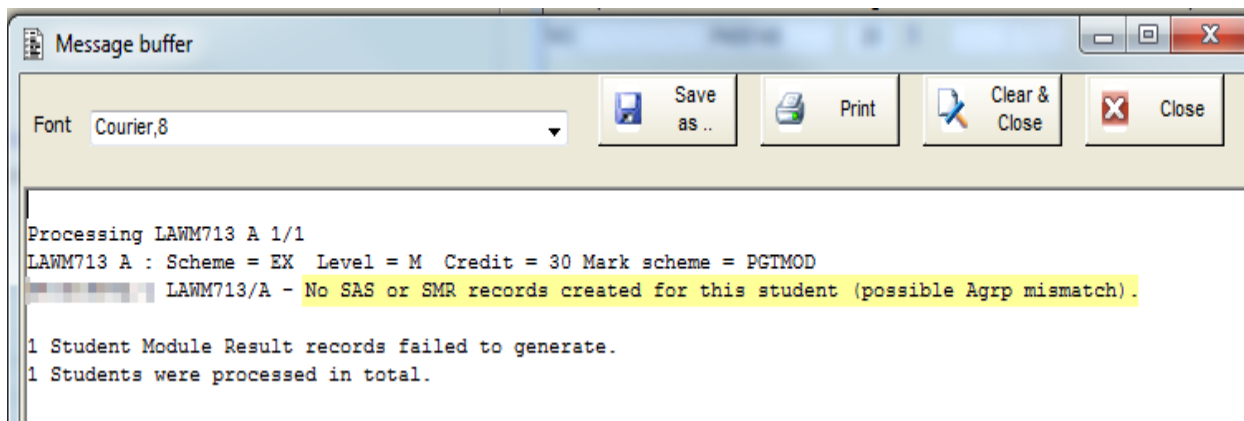 Message buffer
Font Courier,8
Save as ..
Print
Clear & Close
Close
Processing LAWM713 A 1/1
LAWM713 A : Scheme = EX Level = M Credit = 30 Mark scheme = PGTMOD
LAWM713/A - No SAS or SMR records created for this student (possible Agrp mismatch).
1 Student Module Result records failed to generate.
1 Students were processed in total.